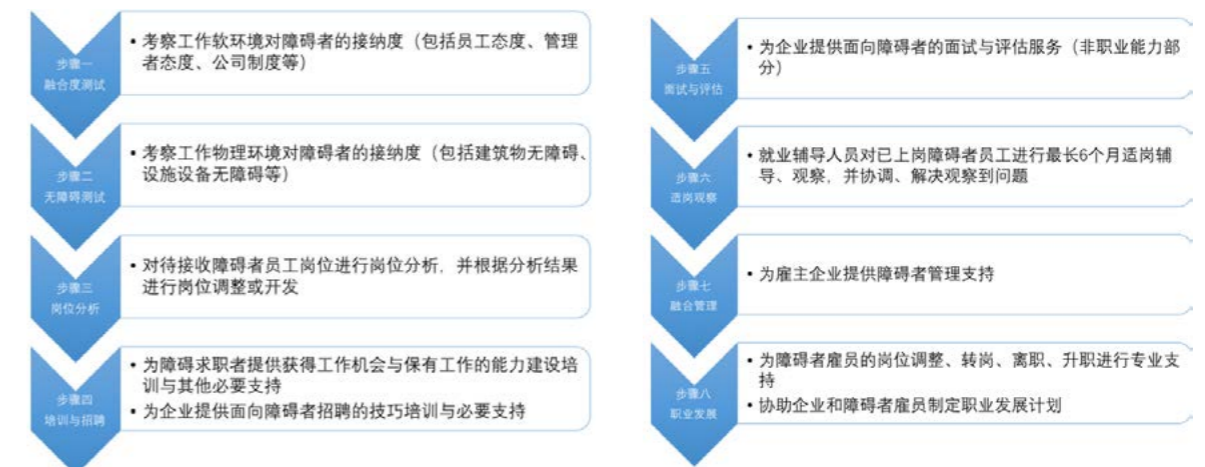 步骤一
融合度测试
• 考察工作软环境对障碍者的接纳度（包括员工态度、管理
者态度、公司制度等）
步骤二
无障碍测试
• 考察工作物理环境对障碍者的接纳度（包括建筑物无障碍、
设施设备无障碍等）
步骤三
岗位分析
• 对待接收障碍者员工岗位进行岗位分析，并根据分析结果
进行岗位调整或开发
步骤四
培训与招聘
• 为障碍求职者提供获得工作机会与保有工作的能力建设培
训与其他必要支持
• 为企业提供面向障碍者招聘的技巧培训与必要支持
步骤五
面试与评估
• 为企业提供面向障碍者的面试与评估服务（非职业能力部
分）
步骤六
适岗观察
• 就业辅导人员对已上岗障碍者员工进行最长6个月适岗辅
导、观察，并协调、解决观察到问题
步骤七
融合管理
• 为雇主企业提供障碍者管理支持
步骤八
职业发展
• 为障碍者雇员的岗位调整、转岗、离职、升职进行专业支
持
• 协助企业和障碍者雇员制定职业发展计划